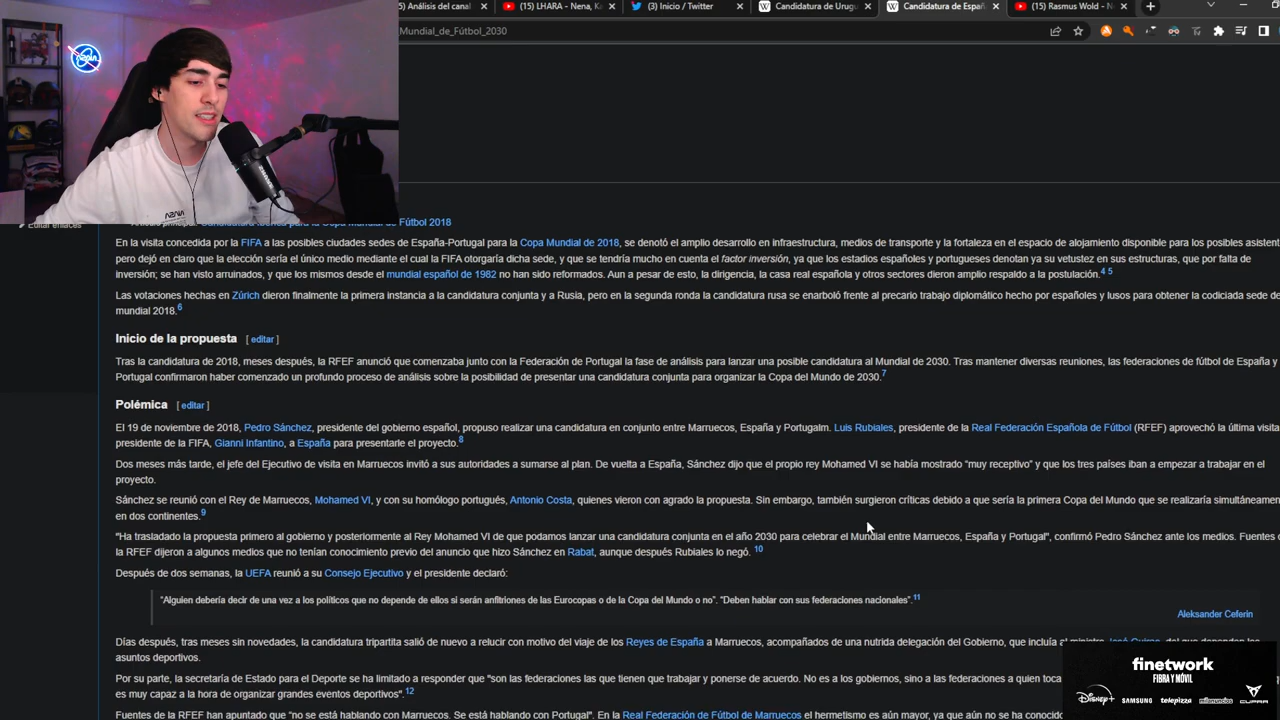 5) Análisis del canal
(15) LHARA - Nena, K
(3) Inicio / Twitter
Candidatura de Urugu
Candidatura de Españ
(15) Rasmus Wold - N
_Mundial_de_Fútbol_2030
Fútbol 2018
Editar enlaces
En la visita concedida por la FIFA a las posibles ciudades sedes de España-Portugal para la Copa Mundial de 2018, se denotó el amplio desarrollo en infraestructura, medios de transporte y la fortaleza en el espacio de alojamiento disponible para los posibles asistent
pero dejó en claro que la elección sería el único medio mediante el cual la FIFA otorgaría dicha sede, y que se tendría mucho en cuenta el factor inversión, ya que los estadios españoles y portugueses denotan ya su vetustez en sus estructuras, que por falta de
inversión; se han visto arruinados, y que los mismos desde el mundial español de 1982 no han sido reformados. Aun a pesar de esto, la dirigencia, la casa real española y otros sectores dieron amplio respaldo a la postulación.4 5
Las votaciones hechas en Zúrich dieron finalmente la primera instancia a la candidatura conjunta y a Rusia, pero en la segunda ronda la candidatura rusa se enarboló frente al precario trabajo diplomático hecho por españoles y lusos para obtener la codiciada sede de
mundial 2018.6
Inicio de la propuesta [ editar ]
Tras la candidatura de 2018, meses después, la RFEF anunció que comenzaba junto con la Federación de Portugal la fase de análisis para lanzar una posible candidatura al Mundial de 2030. Tras mantener diversas reuniones, las federaciones de fútbol de España y
Portugal confirmaron haber comenzado un profundo proceso de análisis sobre la posibilidad de presentar una candidatura conjunta para organizar la Copa del Mundo de 2030.7
Polémica [ editar ]
El 19 de noviembre de 2018, Pedro Sánchez, presidente del gobierno español, propuso realizar una candidatura en conjunto entre Marruecos, España y Portugalm. Luis Rubiales, presidente de la Real Federación Española de Fútbol (RFEF) aprovechó la última visita
presidente de la FIFA, Gianni Infantino, a España para presentarle el proyecto.8
Dos meses más tarde, el jefe del Ejecutivo de visita en Marruecos invitó a sus autoridades a sumarse al plan. De vuelta a España, Sánchez dijo que el propio rey Mohamed VI se había mostrado “muy receptivo” y que los tres países iban a empezar a trabajar en el
proyecto.
Sánchez se reunió con el Rey de Marruecos, Mohamed VI, y con su homólogo portugués, Antonio Costa, quienes vieron con agrado la propuesta. Sin embargo, también surgieron críticas debido a que sería la primera Copa del Mundo que se realizaría simultáneamen
en dos continentes.9
“Ha trasladado la propuesta primero al gobierno y posteriormente al Rey Mohamed VI de que podamos lanzar una candidatura conjunta en el año 2030 para celebrar el Mundial entre Marruecos, España y Portugal”, confirmó Pedro Sánchez ante los medios. Fuentes d
la RFEF dijeron a algunos medios que no tenían conocimiento previo del anuncio que hizo Sánchez en Rabat, aunque después Rubiales lo negó. 10
Después de dos semanas, la UEFA reunió a su Consejo Ejecutivo y el presidente declaró:
“Alguien debería decir de una vez a los políticos que no depende de ellos si serán anfitriones de las Eurocopas o de la Copa del Mundo o no”. “Deben hablar con sus federaciones nacionales”.11
Aleksander Ceferin
Días después, tras meses sin novedades, la candidatura tripartita salió de nuevo a relucir con motivo del viaje de los Reyes de España a Marruecos, acompañados de una nutrida delegación del Gobierno, que incluía al ministro
asuntos deportivos.
Por su parte, la secretaría de Estado para el Deporte se ha limitado a responder que “son las federaciones las que tienen que trabajar y ponerse de acuerdo. No es a los gobiernos, sino a las federaciones a quien toca
es muy capaz a la hora de organizar grandes eventos deportivos”.12
Fuentes de la RFEF han apuntado que “no se está hablando con Marruecos. Se está hablando con Portugal”. En la Real Federación de Fútbol de Marruecos el hermetismo es aún mayor, ya que aún no se ha conocido
finetwork
FIBRA Y MÓVIL
Disney+ SAMSUNG telepizza milanuncios CUPRA